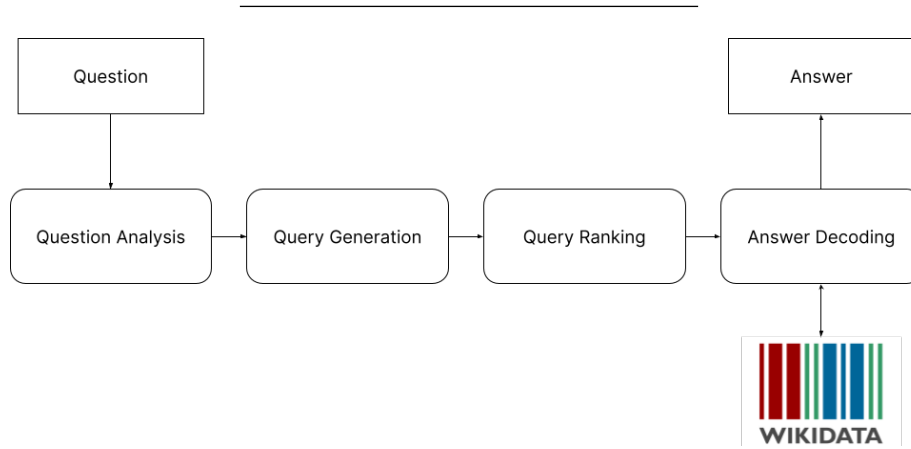 Question
Answer
Question Analysis
Query Generation
Query Ranking
Answer Decoding
WIKIDATA